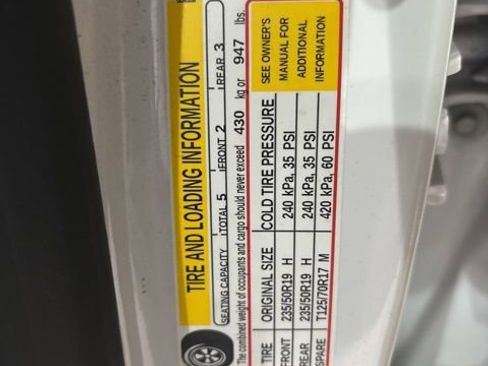 TIRE AND LOADING INFORMATION
SEATING CAPACITY TOTAL 5 FRONT 2 REAR 3
The combined weight of occupants and cargo should never exceed 430 kg or 947 lbs.
TIRE ORIGINAL SIZE COLD TIRE PRESSURE SEE OWNER'S
FRONT 235/50R19 H 240 kPa, 35 PSI MANUAL FOR
REAR 235/50R19 H 240 kPa, 35 PSI ADDITIONAL
SPARE T125/70R17 M 420 kPa, 60 PSI INFORMATION